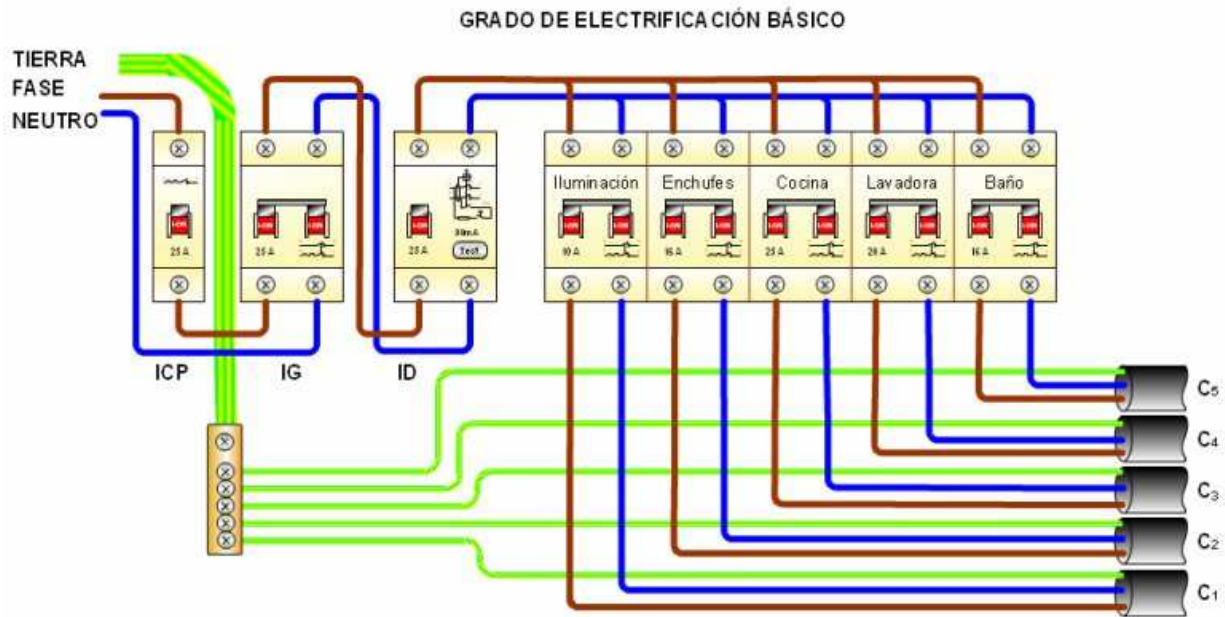 GRADO DE ELECTRIFICACIÓN BÁSICO
TIERRA
FASE
NEUTRO
Iluminación
Enchufes
Cocina
Lavadora
Baño
30mA
25 A
25 A
25 A
Test
10 A
16 A
25 A
20 A
16 A
ICP
IG
ID
C5
C4
C3
C2
C1